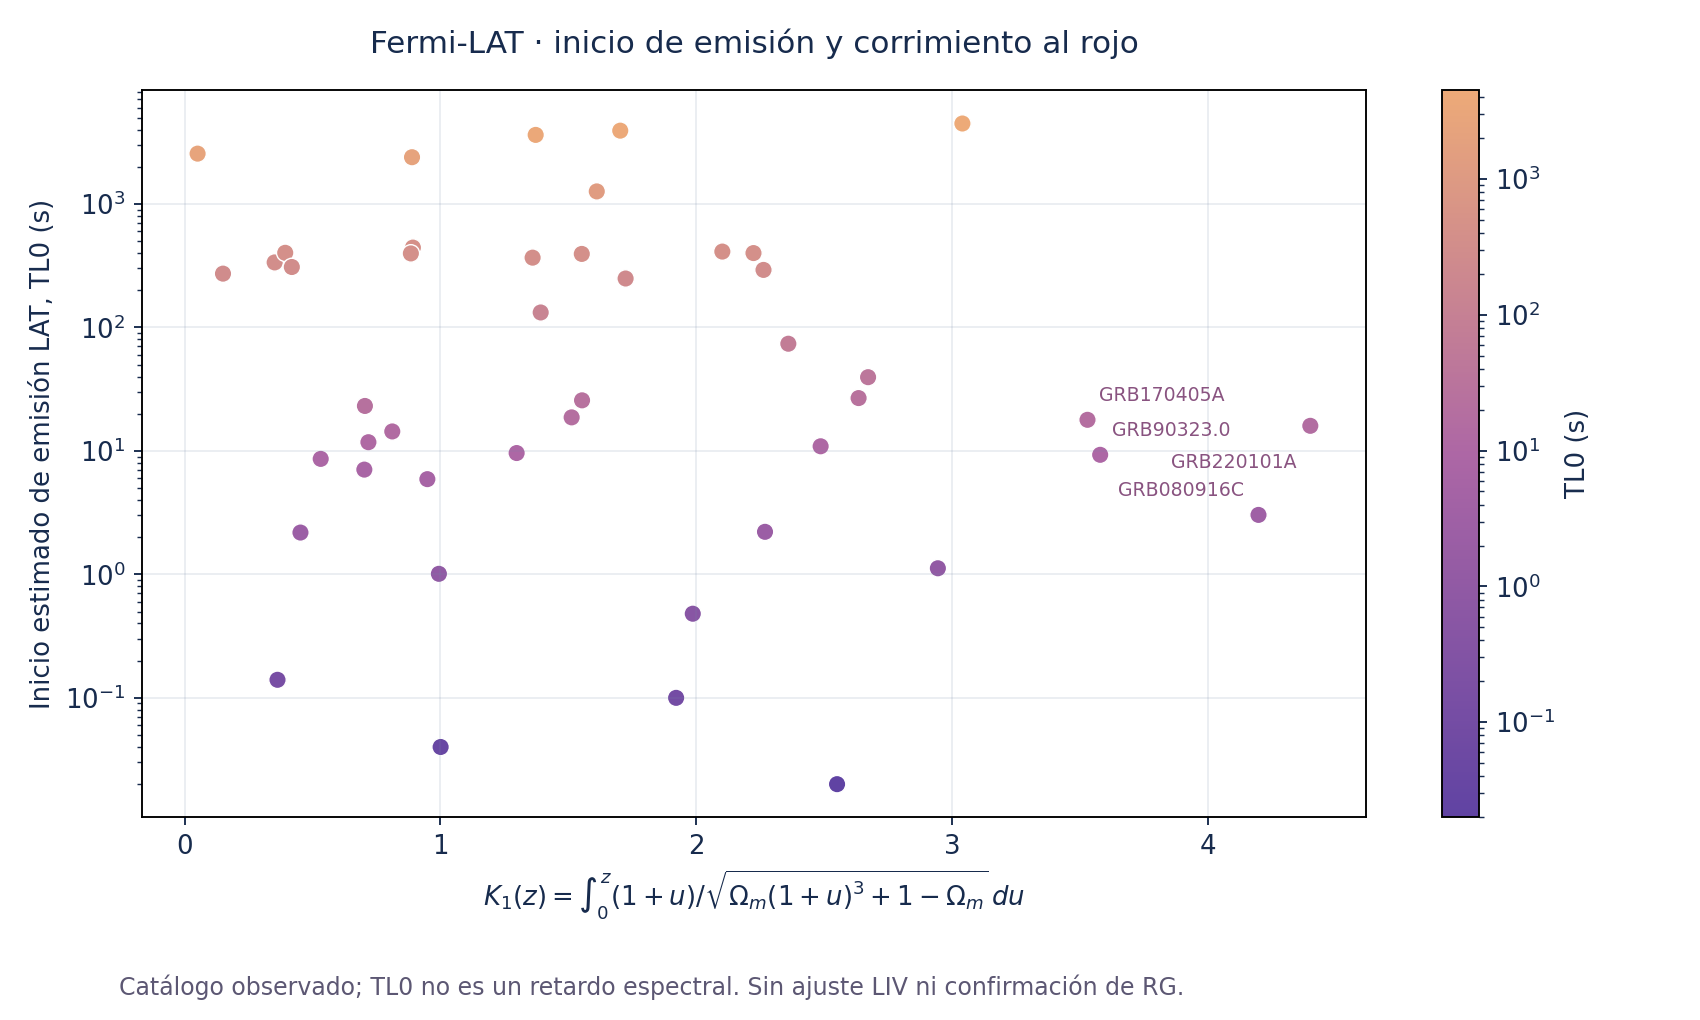 Fermi-LAT · inicio de emisión y corrimiento al rojo
Inicio estimado de emisión LAT, TL0 (s)
10³
10²
10¹
10⁰
10⁻¹
GRB170405A
GRB90323.0
GRB220101A
GRB080916C
0 1 2 3 4
K₁(z) = ∫₀ᶻ(1 + u)/√Ωₘ(1 + u)³ + 1 − Ωₘ du
10³
10²
10¹
10⁰
10⁻¹
TL0 (s)
Catálogo observado; TL0 no es un retardo espectral. Sin ajuste LIV ni confirmación de RG.